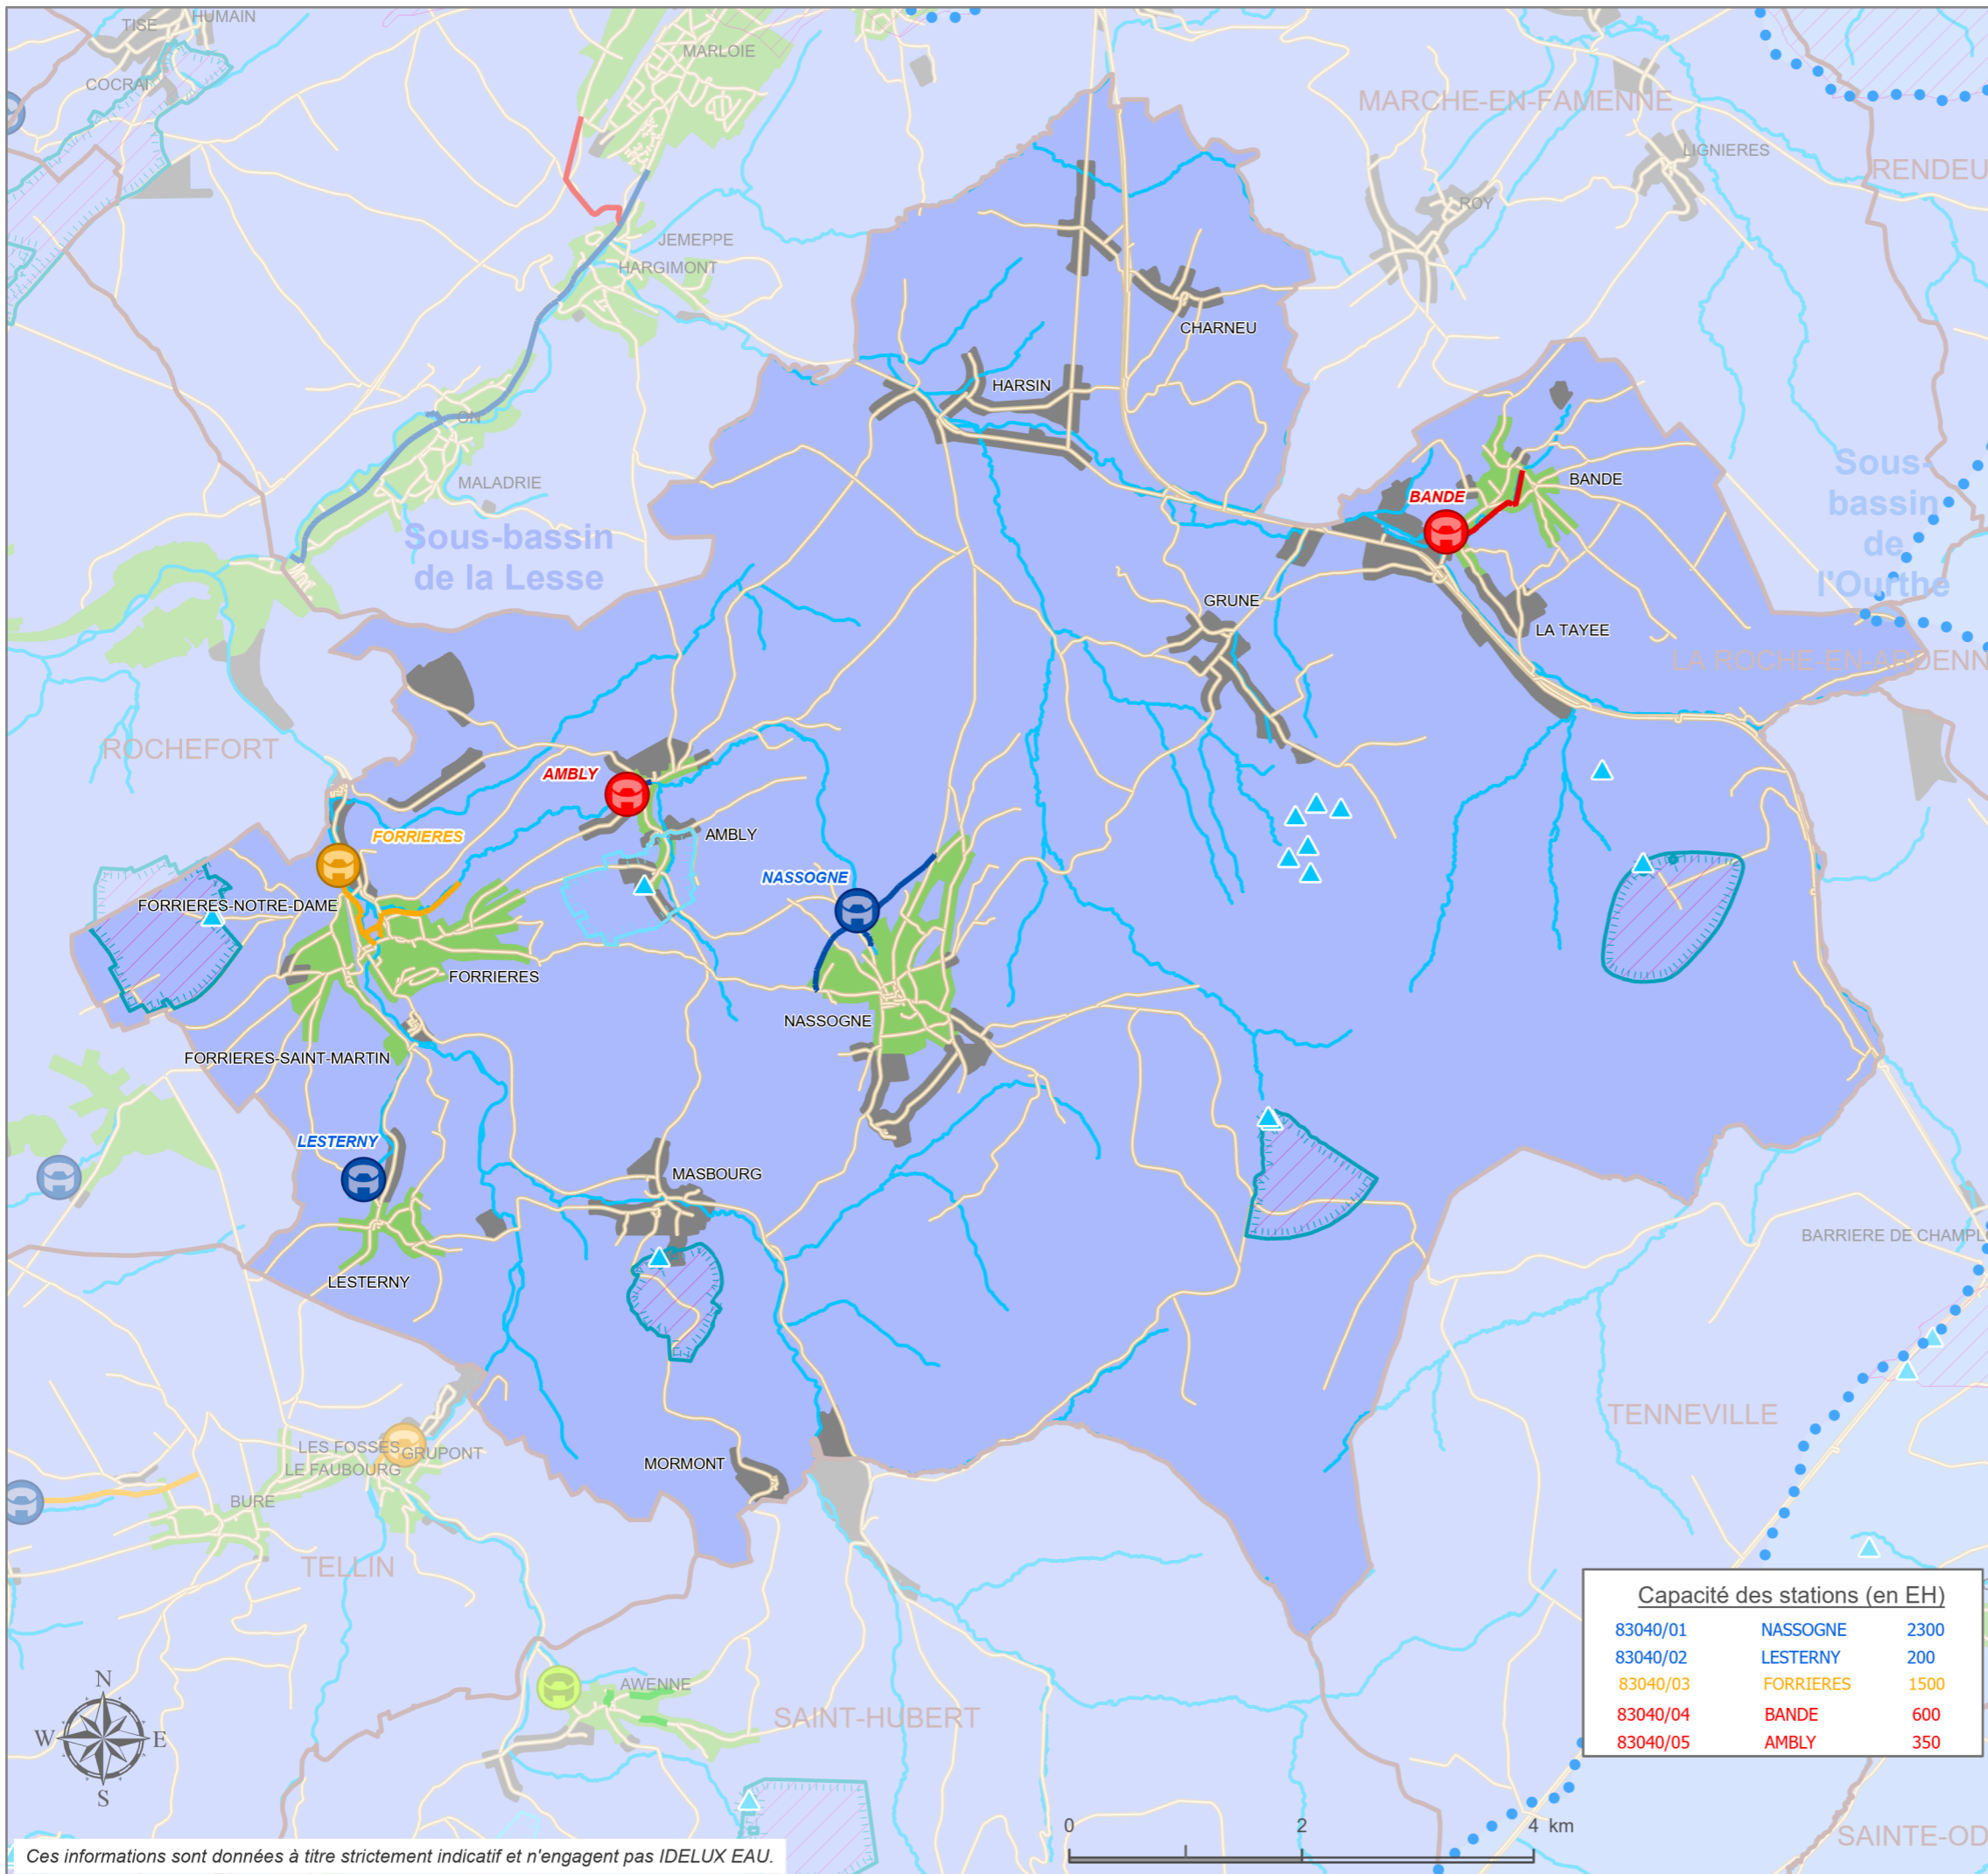 TISE
HUMAIN
COCRAI
MARLOIE
MARCHE-EN-FAMENNE
LIGNIERES
RENDEU
ROY
JEMEPPE
HARGIMONT
CHARNEU
HARSIN
ON
MALADRIE
BANDE
BANDE
Sous-bassin
de la Lesse
Sous-
bassin
de
l'Ourthe
GRUNE
LA TAYEE
LA ROCHE-EN-ARDENN
ROCHEFORT
AMBLY
FORRIERES
AMBLY
NASSOGNE
FORRIERES-NOTRE-DAME
FORRIERES
NASSOGNE
FORRIERES-SAINT-MARTIN
LESTERNY
MASBOURG
LESTERNY
BARRIERE DE CHAMPL
TENNEVILLE
LES FOSSES
GRUPONT
LE FAUBOURG
MORMONT
BURE
TELLIN
AWENNE
SAINT-HUBERT
Capacité des stations (en EH)
83040/01 NASSOGNE 2300
83040/02 LESTERNY 200
83040/03 FORRIERES 1500
83040/04 BANDE 600
83040/05 AMBLY 350
N
W E
S
0 2 4 km
SAINTE-OD
Ces informations sont données à titre strictement indicatif et n'engagent pas IDELUX EAU.